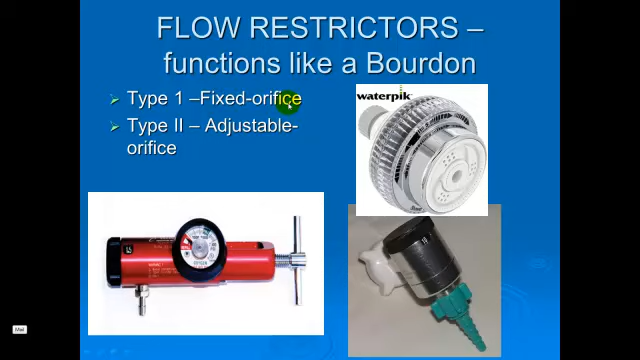 FLOW RESTRICTORS –
functions like a Bourdon
Type 1 –Fixed-orifice
Type II – Adjustable-
orifice
waterpik